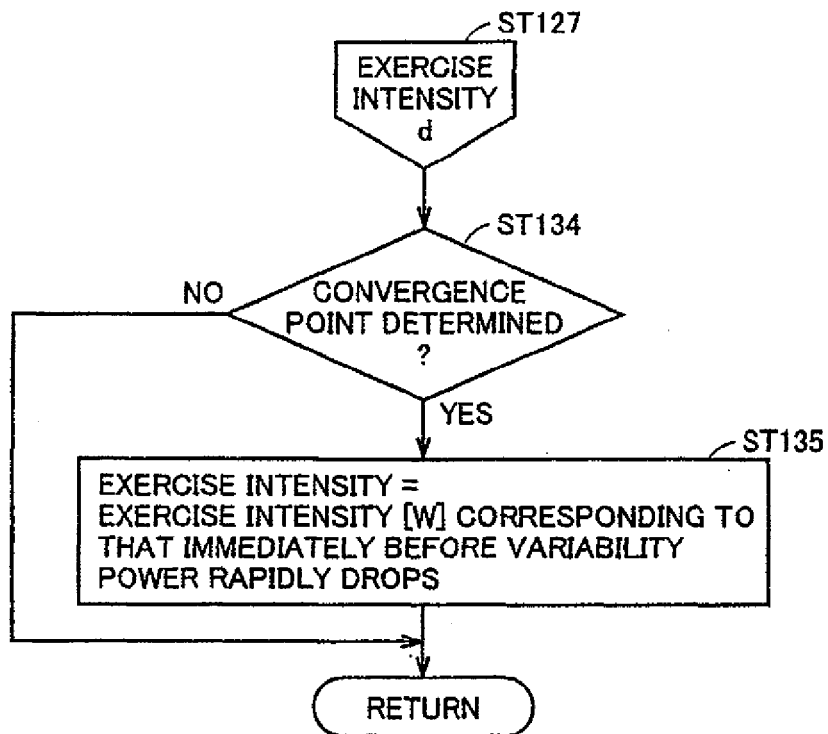 ST127
EXERCISE
INTENSITY
d
ST134
NO
CONVERGENCE
POINT DETERMINED
?
YES
ST135
EXERCISE INTENSITY =
EXERCISE INTENSITY [W] CORRESPONDING TO
THAT IMMEDIATELY BEFORE VARIABILITY
POWER RAPIDLY DROPS
RETURN